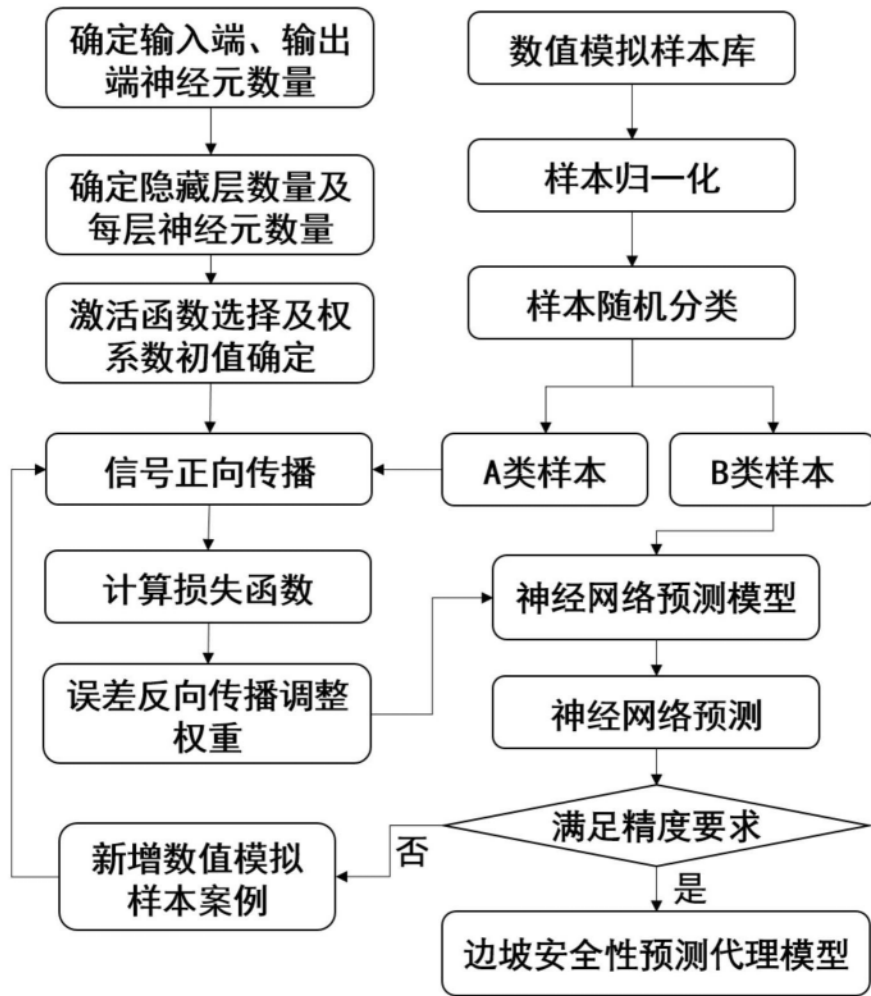 确定输入端、输出
端神经元数量
确定隐藏层数量及
每层神经元数量
激活函数选择及权
系数初值确定
信号正向传播
计算损失函数
误差反向传播调整
权重
新增数值模拟
样本案例
数值模拟样本库
样本归一化
样本随机分类
A类样本
B类样本
神经网络预测模型
神经网络预测
满足精度要求
否
是
边坡安全性预测代理模型